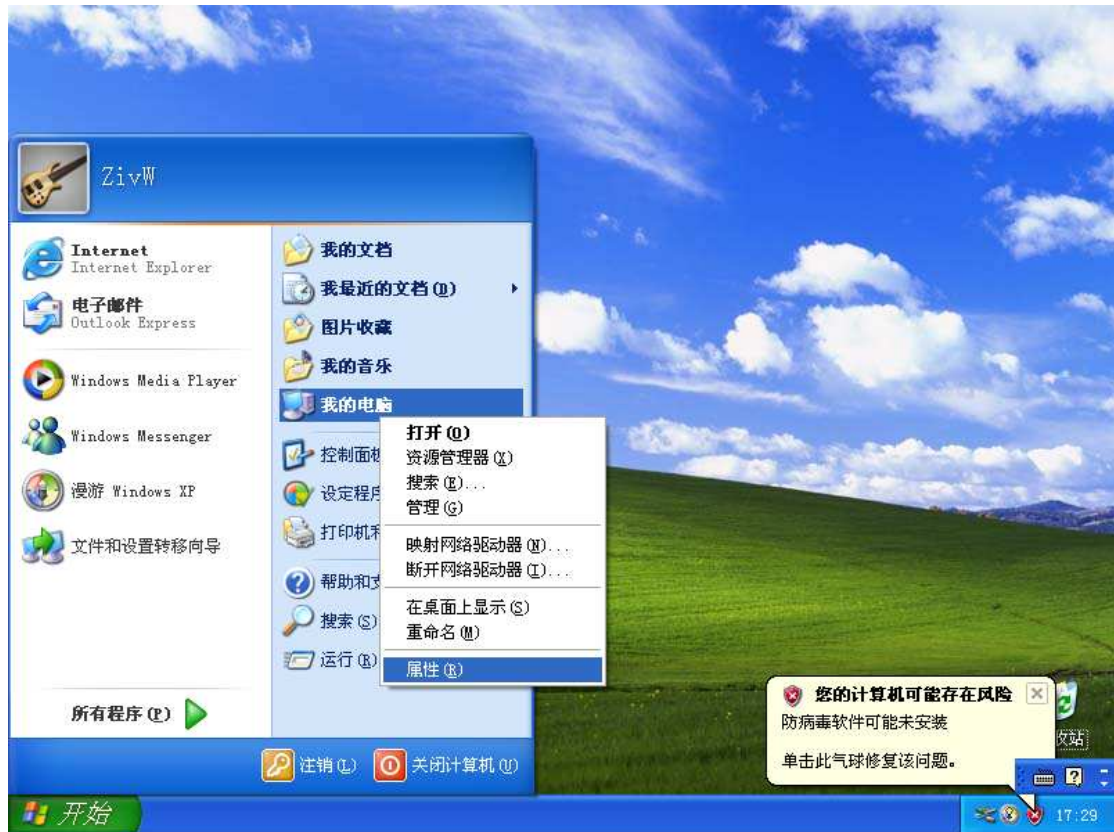 ZivW
Internet
Internet Explorer
电子邮件
Outlook Express
Windows Media Player
Windows Messenger
漫游 Windows XP
文件和设置转移向导
所有程序(P)
我的文档
我最近的文档(D)
图片收藏
我的音乐
我的电脑
控制面板
设定程序
打印机和
帮助和支
搜索(S)
运行(R)
打开(O)
资源管理器(X)
搜索(E)...
管理(G)
映射网络驱动器(N)...
断开网络驱动器(I)...
在桌面上显示(S)
重命名(M)
属性(R)
注销(L)
关闭计算机(U)
您的计算机可能存在风险
防病毒软件可能未安装
单击此气球修复该问题。
收站
开始
17:29